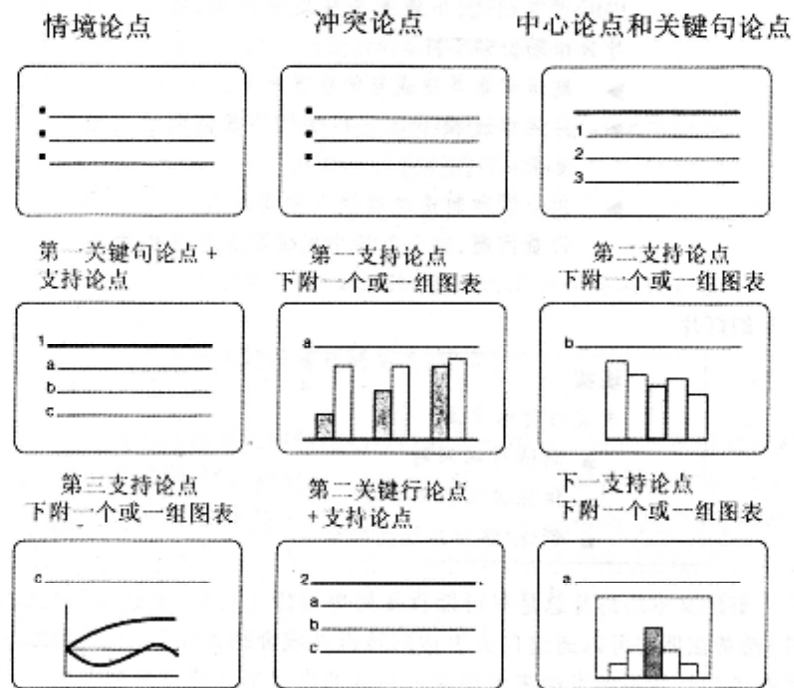 情境论点
冲突论点
中心论点和关键句论点
1
2
3
第一关键句论点 +
支持论点
第一支持论点
下附一个或一组图表
第二支持论点
下附一个或一组图表
1
a
b
c
a
b
第三支持论点
下附一个或一组图表
第二关键行论点
+支持论点
下一支持论点
下附一个或一组图表
c
2
a
b
c
a